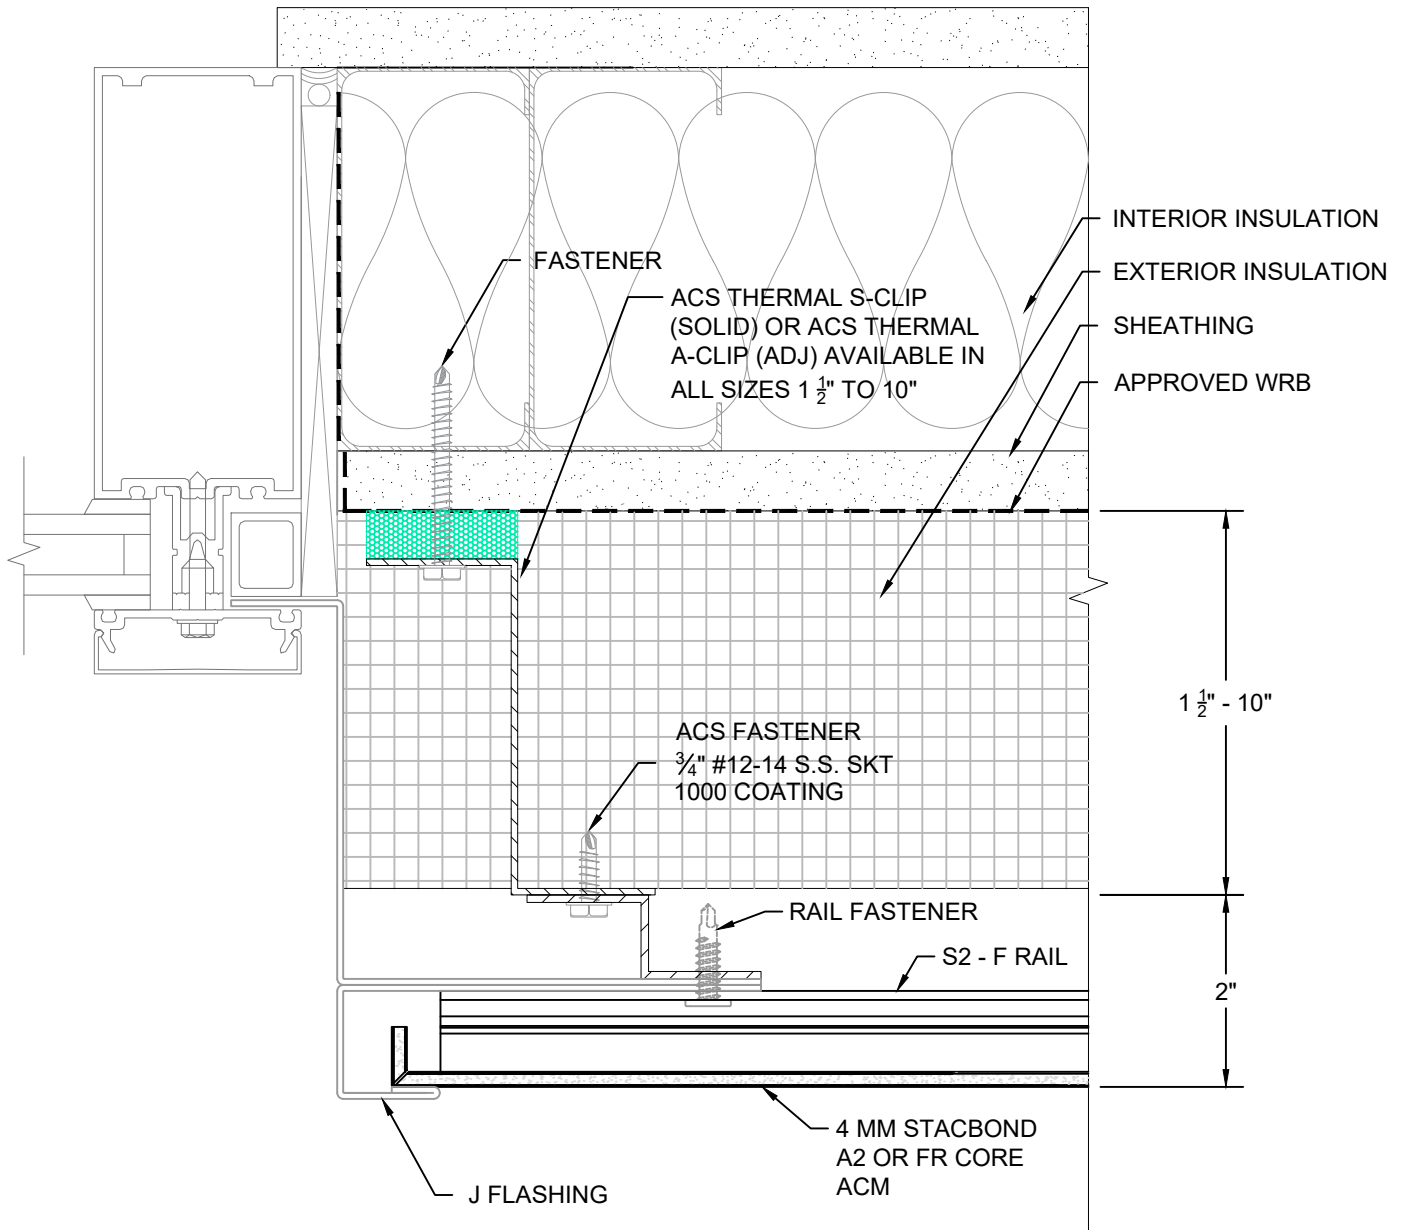 INTERIOR INSULATION
FASTENER
EXTERIOR INSULATION
ACS THERMAL S-CLIP
(SOLID) OR ACS THERMAL
A-CLIP (ADJ) AVAILABLE IN
ALL SIZES 1 1/2" TO 10"
SHEATHING
APPROVED WRB
1 1/2" - 10"
ACS FASTENER
3/4" #12-14 S.S. SKT
1000 COATING
RAIL FASTENER
S2 - F RAIL
2"
4 MM STACBOND
A2 OR FR CORE
ACM
J FLASHING